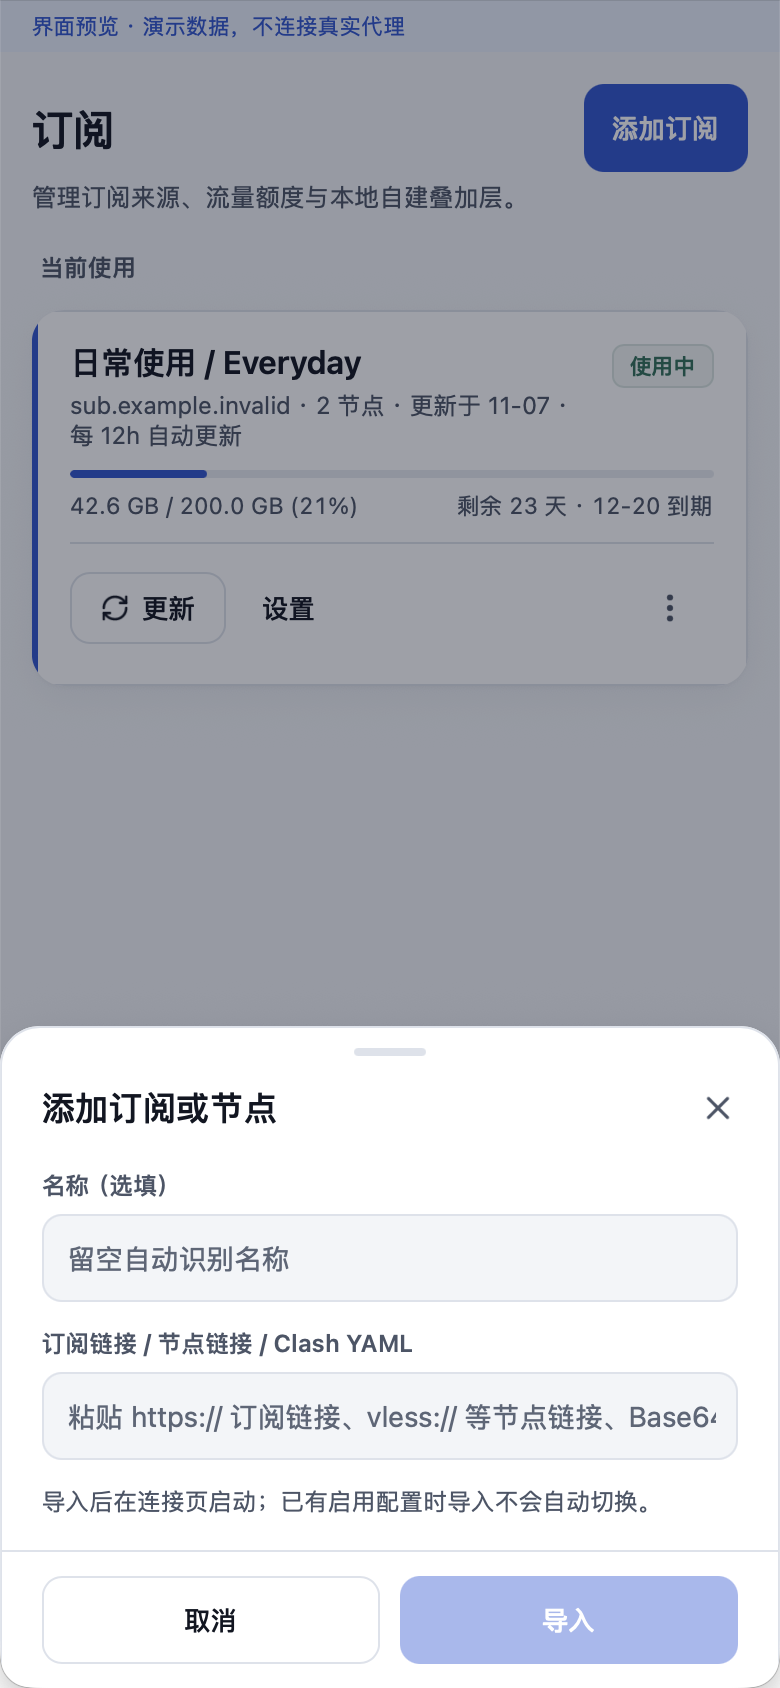 界面预览 · 演示数据，不连接真实代理
订阅
添加订阅
管理订阅来源、流量额度与本地自建叠加层。
当前使用
日常使用 / Everyday
使用中
sub.example.invalid · 2 节点 · 更新于 11-07 ·
每 12h 自动更新
42.6 GB / 200.0 GB (21%)
剩余 23 天 · 12-20 到期
更新
设置
添加订阅或节点
名称（选填）
留空自动识别名称
订阅链接 / 节点链接 / Clash YAML
粘贴 https:// 订阅链接、vless:// 等节点链接、Base64
导入后在连接页启动；已有启用配置时导入不会自动切换。
取消
导入